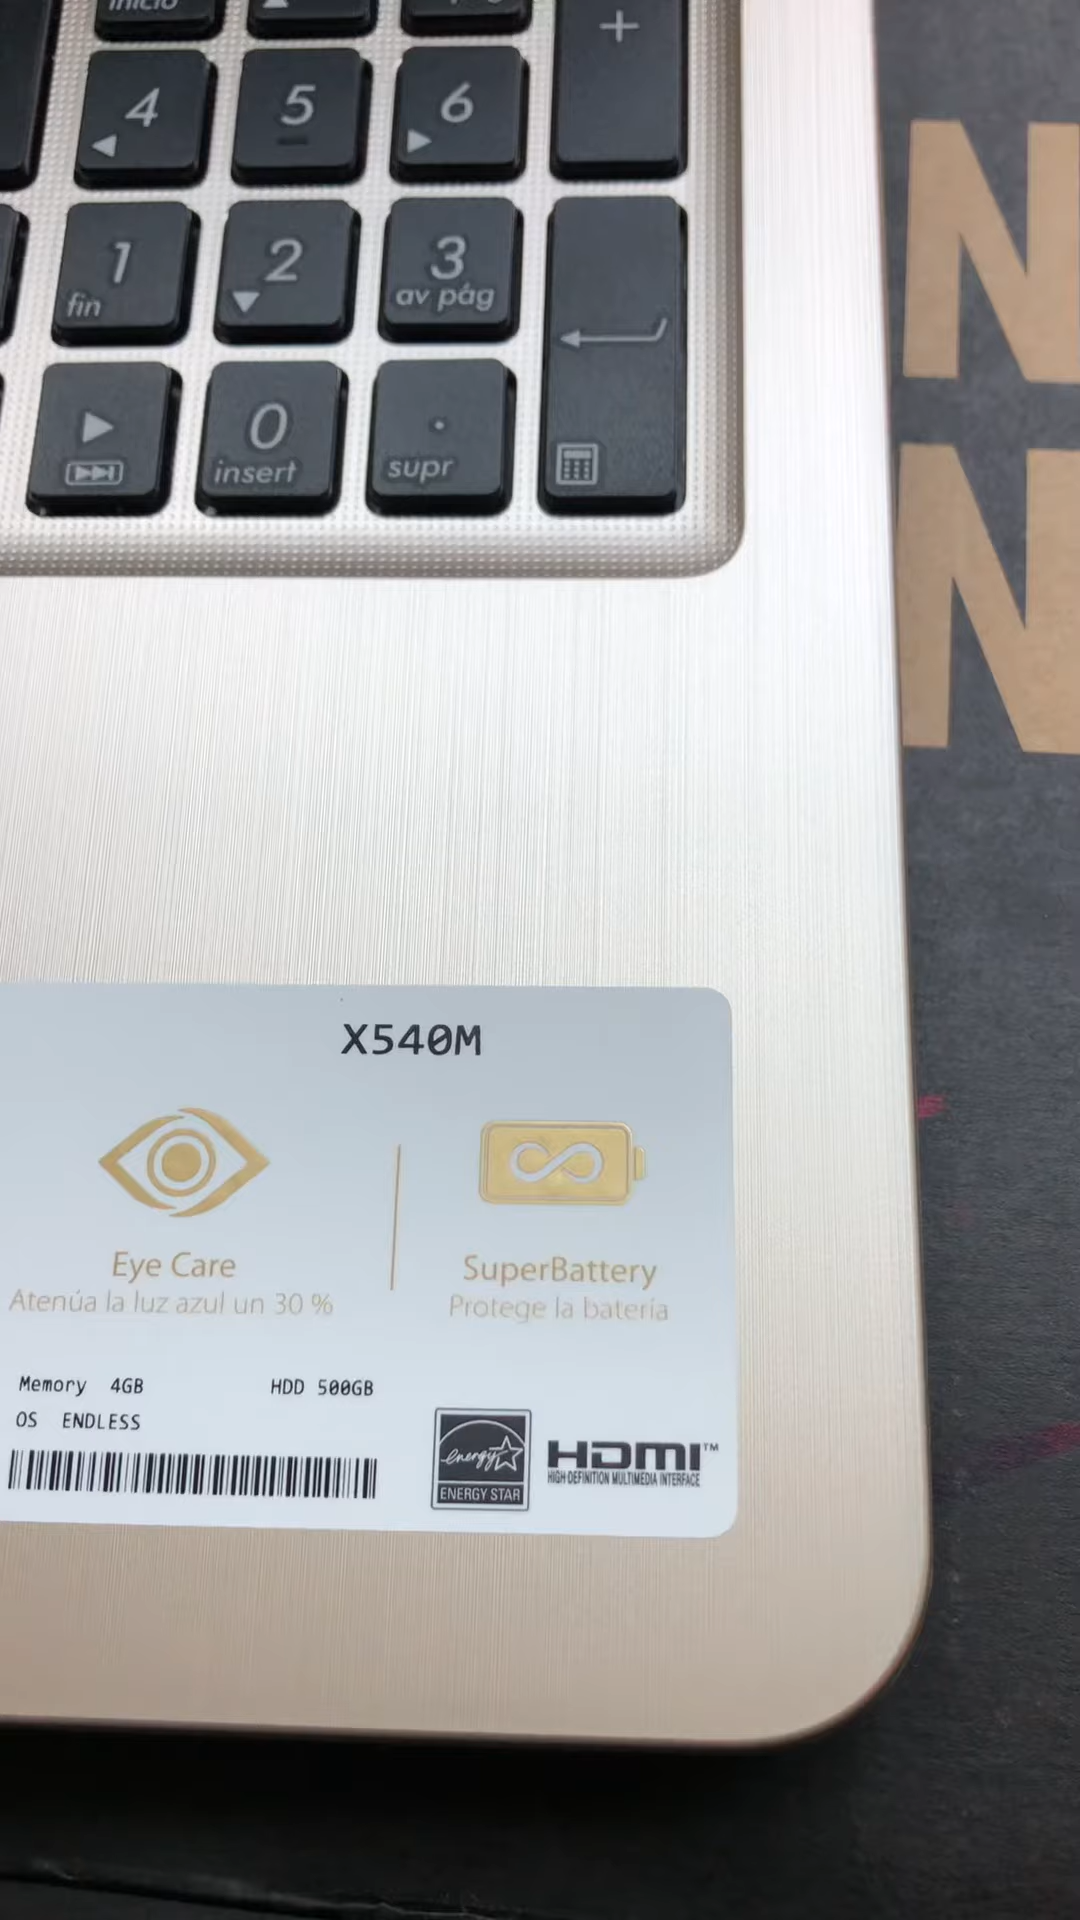 inicio
+
4
5
6
1
fin
2
3
av pág
0
insert
.
supr
N
N
X540M
Eye Care
Atenúa la luz azul un 30 %
SuperBattery
Protege la batería
Memory 4GB
HDD 500GB
OS ENDLESS
energy
ENERGY STAR
HDMI™
HIGH-DEFINITION MULTIMEDIA INTERFACE